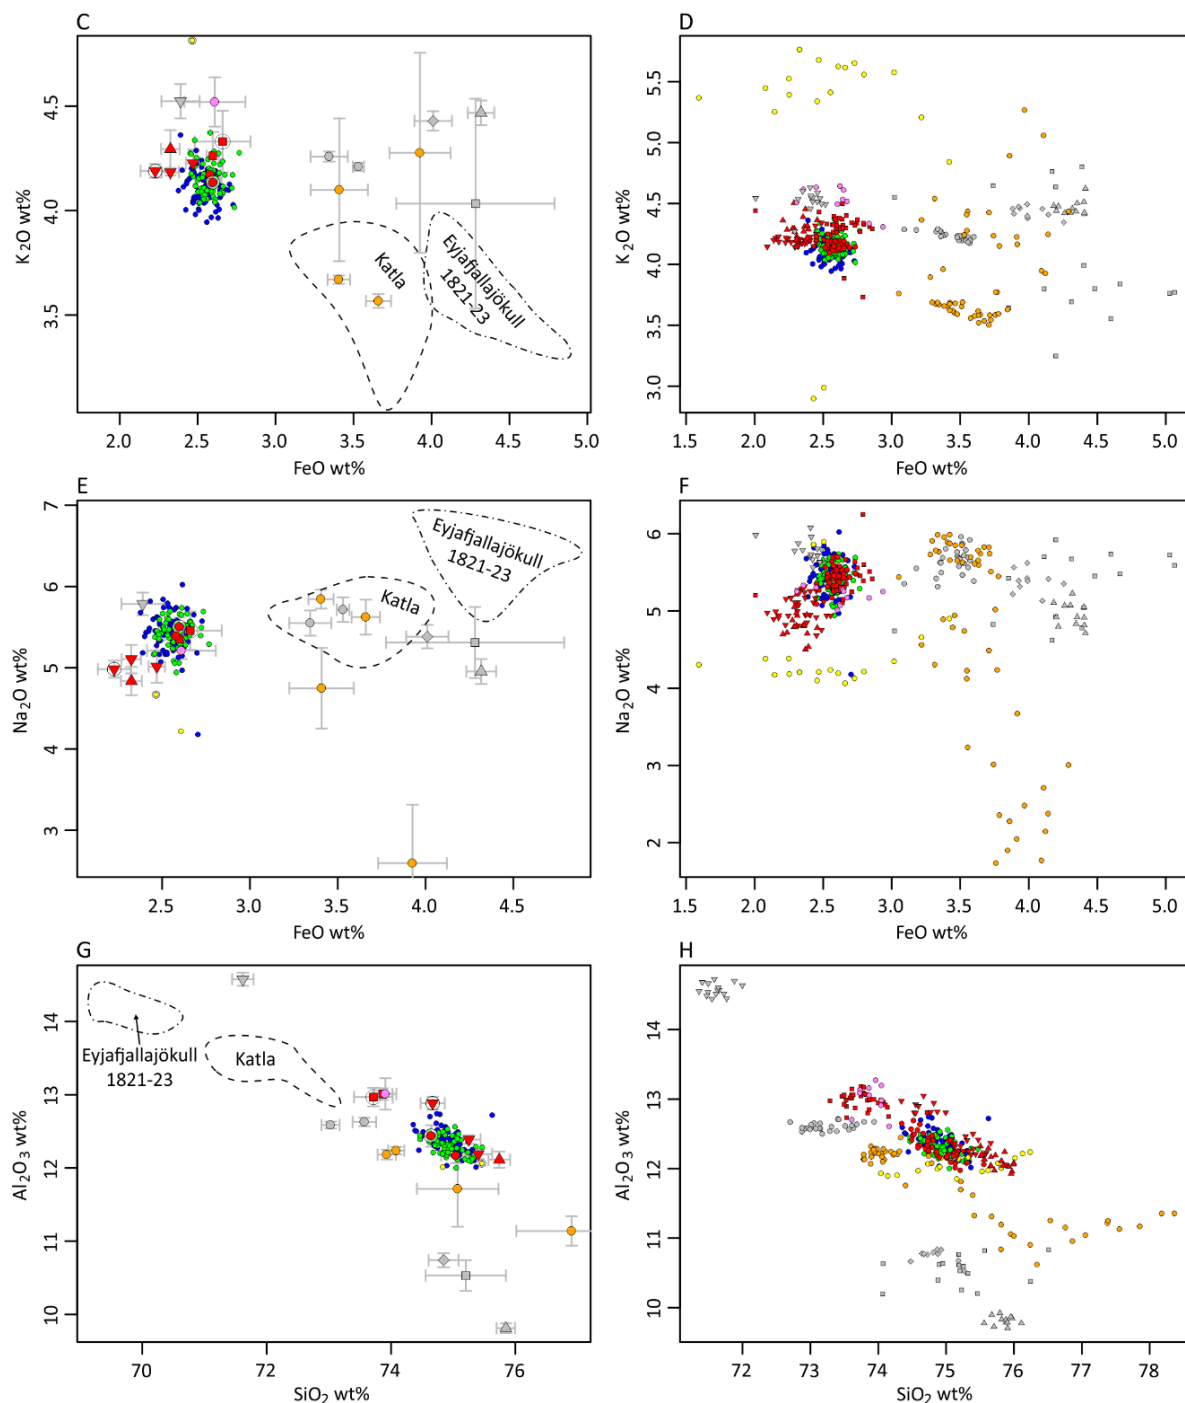 C
K₂O wt%
4.5
4.0
3.5
Katla
Eyjafjallajökull
1821-23
2.0 2.5 3.0 3.5 4.0 4.5 5.0
FeO wt%
D
K₂O wt%
5.5
5.0
4.5
4.0
3.5
3.0
1.5 2.0 2.5 3.0 3.5 4.0 4.5 5.0
FeO wt%
E
Na₂O wt%
7
6
5
4
3
Eyjafjallajökull
1821-23
Katla
2.5 3.0 3.5 4.0 4.5
FeO wt%
F
Na₂O wt%
6
5
4
3
2
1.5 2.0 2.5 3.0 3.5 4.0 4.5 5.0
FeO wt%
G
Al₂O₃ wt%
14
13
12
11
10
Eyjafjallajökull
1821-23
Katla
70 72 74 76
SiO₂ wt%
H
Al₂O₃ wt%
14
13
12
11
10
72 73 74 75 76 77 78
SiO₂ wt%